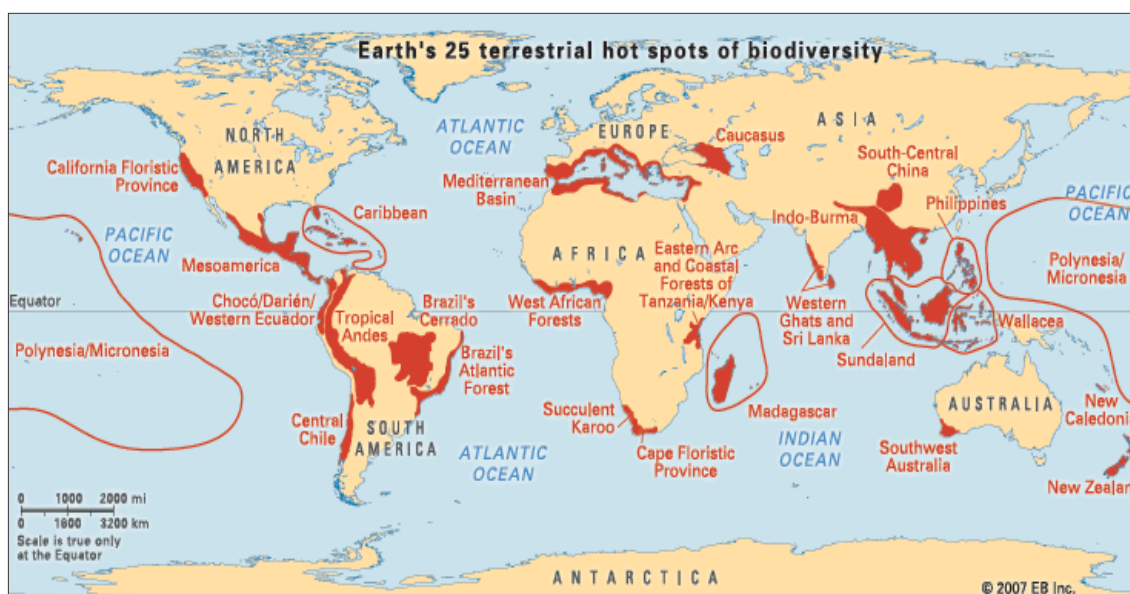 Earth's 25 terrestrial hot spots of biodiversity
NORTH
AMERICA
ATLANTIC
OCEAN
EUROPE
ASIA
Caucasus
California Floristic
Province
Mediterranean
Basin
South-Central
China
PACIFIC
OCEAN
Philippines
Caribbean
Indo-Burma
PACIFIC
OCEAN
Mesoamerica
AFRICA
Eastern Arc
and Coastal
Forests of
Tanzania/Kenya
Polynesia/
Micronesia
Equator
Chocó/Darién/
Western Ecuador
Tropical
Andes
Brazil's
Cerrado
West African
Forests
Western
Ghats and
Sri Lanka
Wallacea
Sundaland
Polynesia/Micronesia
Brazil's
Atlantic
Forest
Central
Chile
SOUTH
AMERICA
Succulent
Karoo
Madagascar
AUSTRALIA
New
Caledoni
ATLANTIC
OCEAN
Cape Floristic
Province
INDIAN
OCEAN
Southwest
Australia
New Zealan
0 1000 2000 mi
0 1600 3200 km
Scale is true only
at the Equator
ANTARCTICA
© 2007 EB Inc.